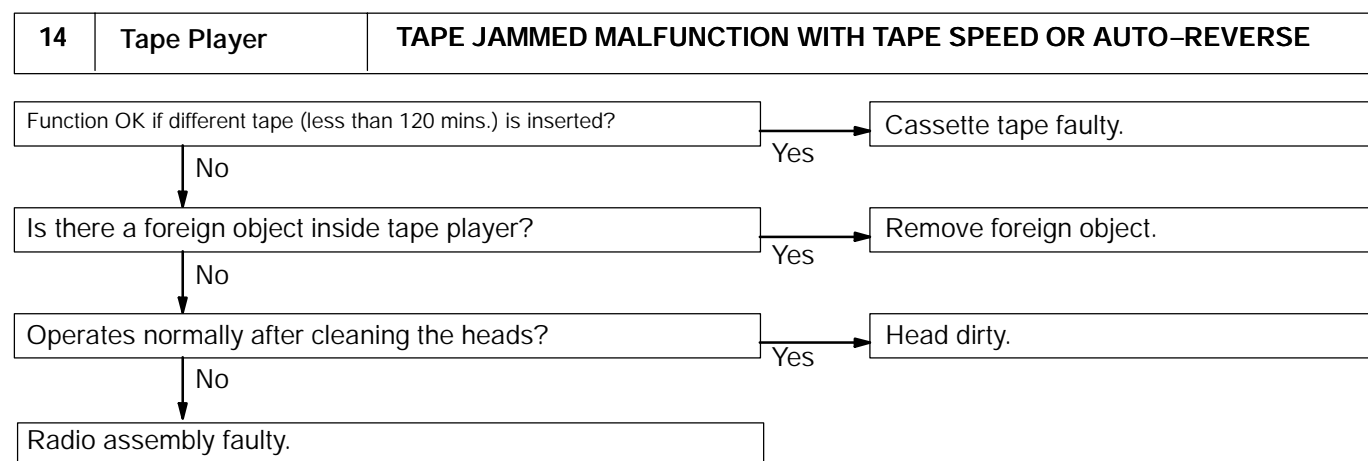 14 Tape Player TAPE JAMMED MALFUNCTION WITH TAPE SPEED OR AUTO–REVERSE
Function OK if different tape (less than 120 mins.) is inserted?
Yes
Cassette tape faulty.
No
Is there a foreign object inside tape player?
Yes
Remove foreign object.
No
Operates normally after cleaning the heads?
Yes
Head dirty.
No
Radio assembly faulty.